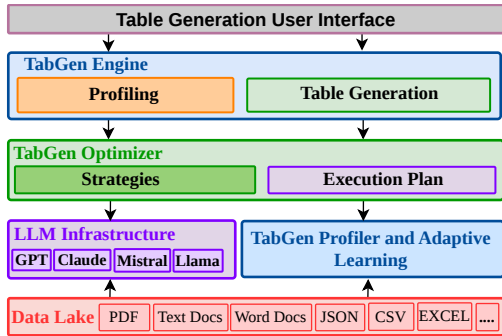 Table Generation User Interface
TabGen Engine
Profiling
Table Generation
TabGen Optimizer
Strategies
Execution Plan
LLM Infrastructure
GPT Claude Mistral Llama
TabGen Profiler and Adaptive
Learning
Data Lake PDF Text Docs Word Docs JSON CSV EXCEL ....